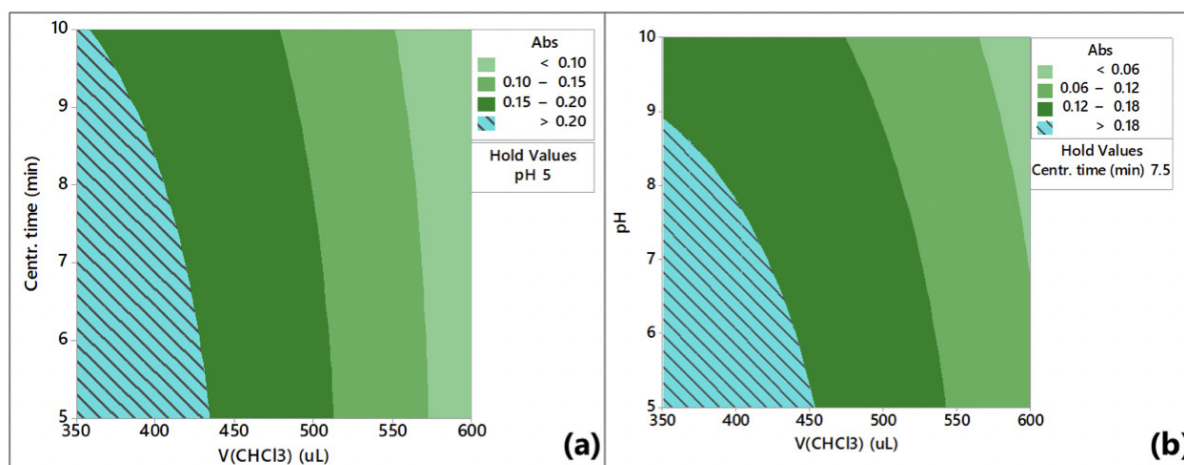 10
9
8
7
6
5
Centr. time (min)
350
400
450
500
550
600
V(CHCl3) (uL)
Abs
< 0.10
0.10 – 0.15
0.15 – 0.20
> 0.20
Hold Values
pH 5
(a)
10
9
8
7
6
5
pH
350
400
450
500
550
600
V(CHCl3) (uL)
Abs
< 0.06
0.06 – 0.12
0.12 – 0.18
> 0.18
Hold Values
Centr. time (min) 7.5
(b)